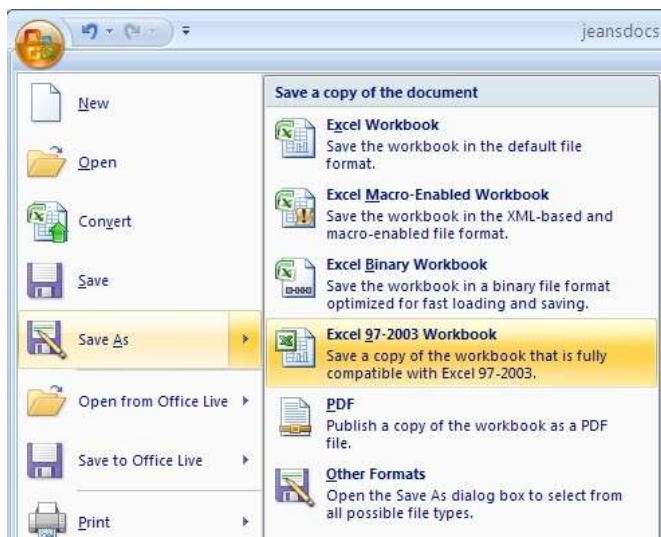 jeansdocs
New
Open
Convert
Save
Save As
Open from Office Live
Save to Office Live
Print
Save a copy of the document
Excel Workbook
Save the workbook in the default file
format.
Excel Macro-Enabled Workbook
Save the workbook in the XML-based and
macro-enabled file format.
Excel Binary Workbook
Save the workbook in a binary file format
optimized for fast loading and saving.
Excel 97-2003 Workbook
Save a copy of the workbook that is fully
compatible with Excel 97-2003.
PDF
Publish a copy of the workbook as a PDF
file.
Other Formats
Open the Save As dialog box to select from
all possible file types.